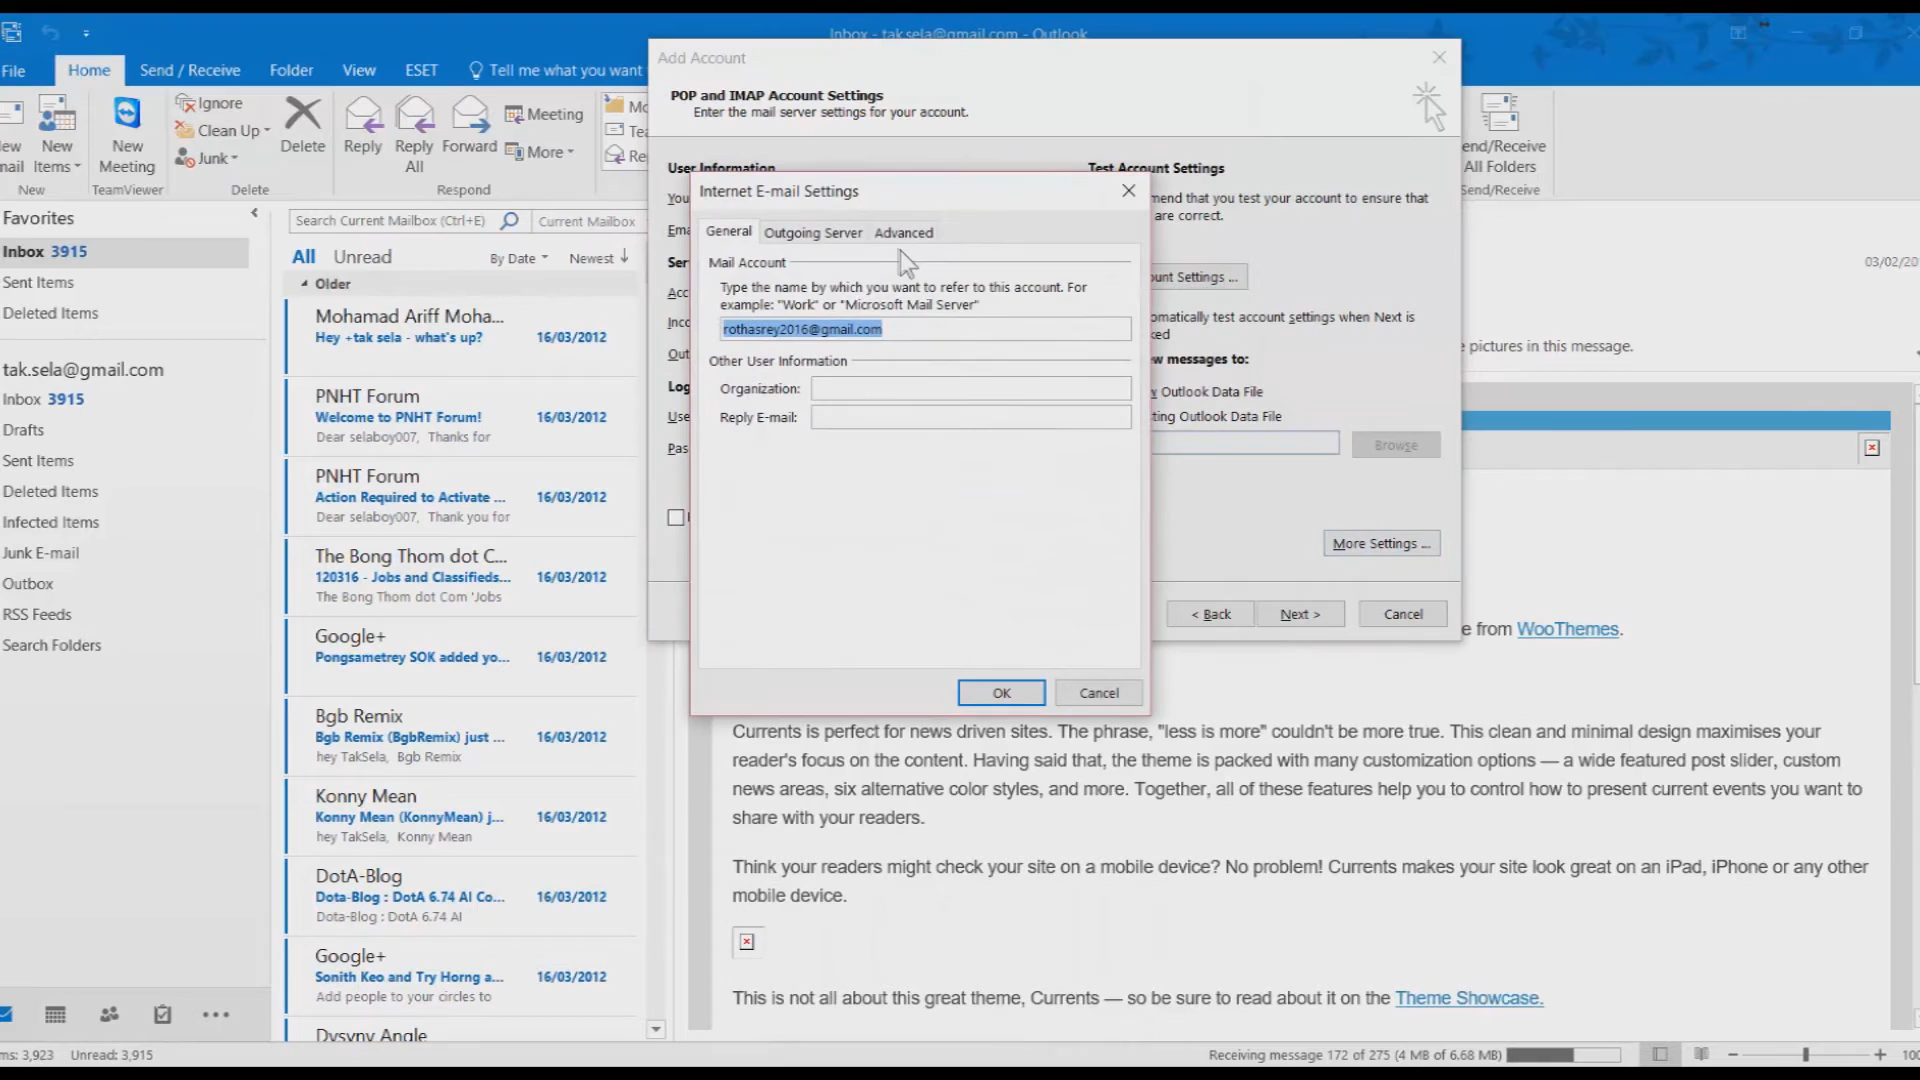 Inbox - tak.sela@gmail.com - Outlook
File
Home
Send / Receive
Folder
View
ESET
Tell me what you want
Ignore
Clean Up
Junk
Delete
Delete
New
Items
New
New
Meeting
TeamViewer
Reply
Reply
All
Forward
Meeting
More
Respond
All Folders
Send/Receive
Favorites
Inbox 3915
Sent Items
Deleted Items
tak.sela@gmail.com
Inbox 3915
Drafts
Sent Items
Deleted Items
Infected Items
Junk E-mail
Outbox
RSS Feeds
Search Folders
Search Current Mailbox (Ctrl+E)
Current Mailbox
All
Unread
By Date
Newest
Older
Mohamad Ariff Moha...
Hey +tak sela - what's up?
16/03/2012
PNHT Forum
Welcome to PNHT Forum!
16/03/2012
Dear selaboy007, Thanks for
PNHT Forum
Action Required to Activate ...
16/03/2012
Dear selaboy007, Thank you for
The Bong Thom dot C...
120316 - Jobs and Classifieds...
16/03/2012
The Bong Thom dot Com 'Jobs
Google+
Pongsametrey SOK added yo...
16/03/2012
Bgb Remix
Bgb Remix (BgbRemix) just ...
16/03/2012
hey TakSela, Bgb Remix
Konny Mean
Konny Mean (KonnyMean) j...
16/03/2012
hey TakSela, Konny Mean
DotA-Blog
Dota-Blog : DotA 6.74 AI Co...
16/03/2012
Dota-Blog : DotA 6.74 AI
Google+
Sonith Keo and Try Horng a...
16/03/2012
Add people to your circles to
Dysyny Angle
Add Account
POP and IMAP Account Settings
Enter the mail server settings for your account.
User Information
Test Account Settings
mend that you test your account to ensure that
are correct.
ount Settings ...
omatically test account settings when Next is
ked
ew messages to:
Outlook Data File
ting Outlook Data File
Browse
More Settings ...
< Back
Next >
Cancel
Internet E-mail Settings
General
Outgoing Server
Advanced
Mail Account
Type the name by which you want to refer to this account. For
example: "Work" or "Microsoft Mail Server"
rothasrey2016@gmail.com
Other User Information
Organization:
Reply E-mail:
OK
Cancel
03/02/20
e pictures in this message.
e from WooThemes.
Currents is perfect for news driven sites. The phrase, "less is more" couldn't be more true. This clean and minimal design maximises your
reader's focus on the content. Having said that, the theme is packed with many customization options — a wide featured post slider, custom
news areas, six alternative color styles, and more. Together, all of these features help you to control how to present current events you want to
share with your readers.
Think your readers might check your site on a mobile device? No problem! Currents makes your site look great on an iPad, iPhone or any other
mobile device.
This is not all about this great theme, Currents — so be sure to read about it on the Theme Showcase.
ms: 3,923
Unread: 3,915
Receiving message 172 of 275 (4 MB of 6.68 MB)
100